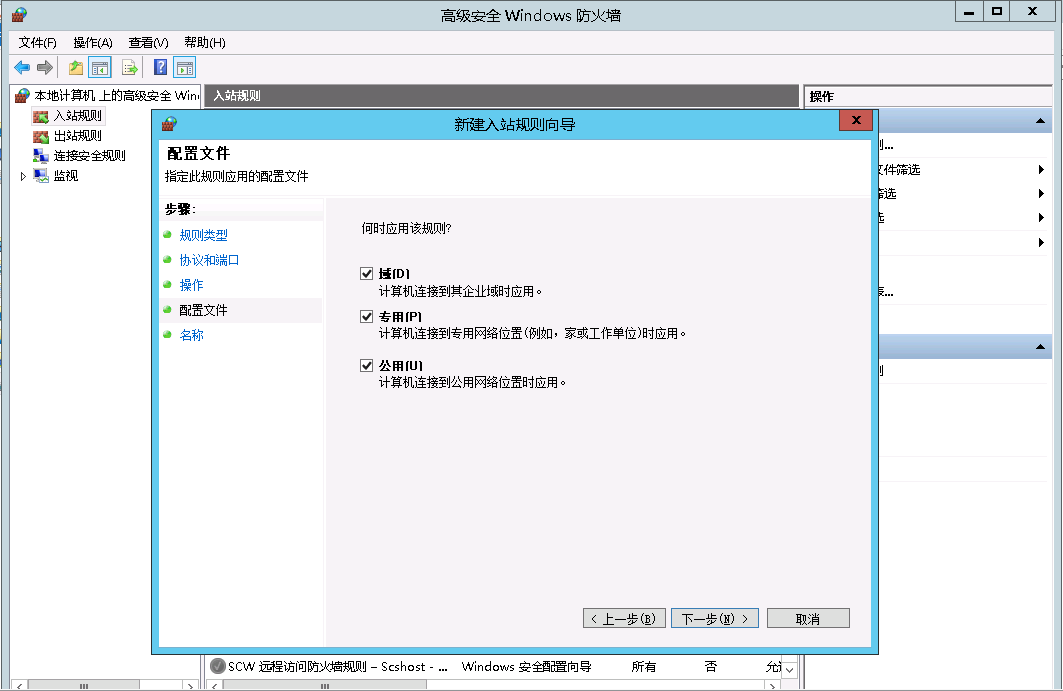 高级安全 Windows 防火墙
文件(F) 操作(A) 查看(V) 帮助(H)
本地计算机 上的高级安全 Win
入站规则
出站规则
连接安全规则
监视
入站规则
操作
新建入站规则向导
配置文件
指定此规则应用的配置文件
步骤:
规则类型
协议和端口
操作
配置文件
名称
何时应用该规则?
域(D)
计算机连接到其企业域时应用。
专用(P)
计算机连接到专用网络位置(例如，家或工作单位)时应用。
公用(U)
计算机连接到公用网络位置时应用。
< 上一步(B) 下一步(N) > 取消
件筛选
筛选
SCW 远程访问防火墙规则 - Scshost - ... Windows 安全配置向导 所有 否 允